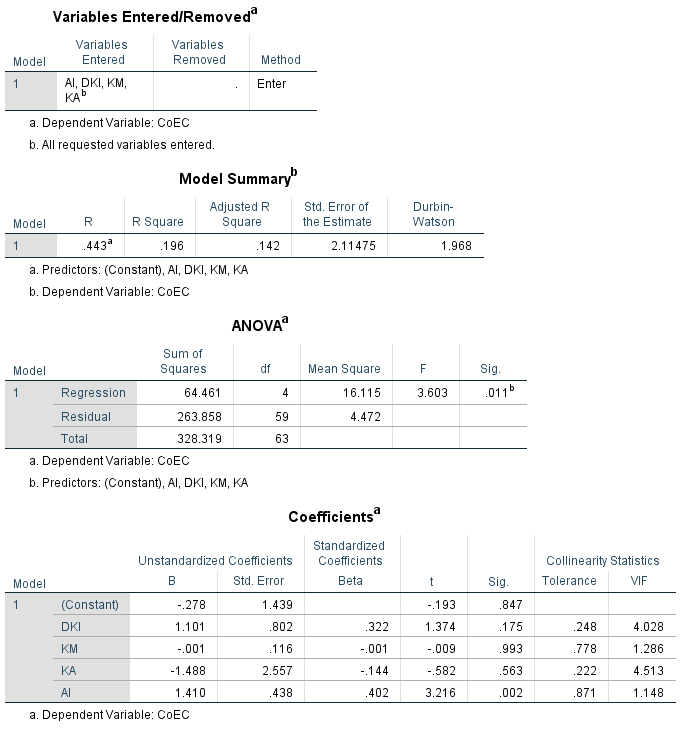 Variables Entered/Removedᵃ
Model Variables Entered Variables Removed Method
1 AI, DKI, KM, KAᵇ . Enter
a. Dependent Variable: CoEC
b. All requested variables entered.
Model Summaryᵇ
Model R R Square Adjusted R Square Std. Error of the Estimate Durbin-Watson
1 .443ᵃ .196 .142 2.11475 1.968
a. Predictors: (Constant), AI, DKI, KM, KA
b. Dependent Variable: CoEC
ANOVAᵃ
Model Sum of Squares df Mean Square F Sig.
1 Regression 64.461 4 16.115 3.603 .011ᵇ
Residual 263.858 59 4.472
Total 328.319 63
a. Dependent Variable: CoEC
b. Predictors: (Constant), AI, DKI, KM, KA
Coefficientsᵃ
Unstandardized Coefficients Standardized Coefficients Collinearity Statistics
Model B Std. Error Beta t Sig. Tolerance VIF
1 (Constant) -.278 1.439 -.193 .847
DKI 1.101 .802 .322 1.374 .175 .248 4.028
KM -.001 .116 -.001 -.009 .993 .778 1.286
KA -1.488 2.557 -.144 -.582 .563 .222 4.513
AI 1.410 .438 .402 3.216 .002 .871 1.148
a. Dependent Variable: CoEC